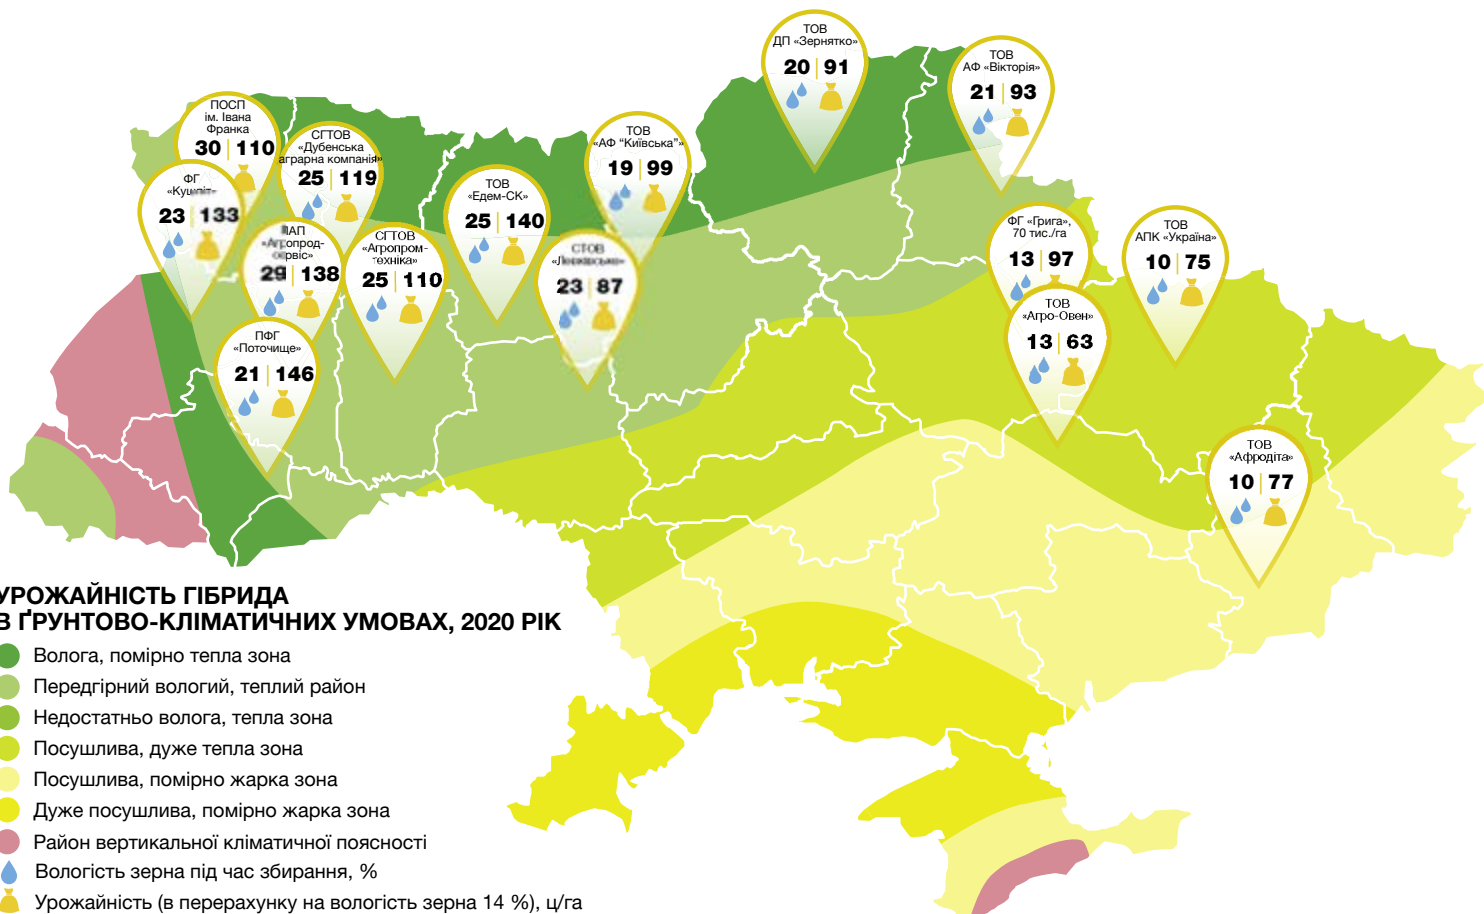 ТОВ
ДП «Зернятко»
20 | 91
ТОВ
АФ «Вікторія»
21 | 93
ПОСП
ім. Івана
Франка
30 | 110
СГТОВ
«Дубенська
аграрна компанія»
25 | 119
ТОВ
«АФ “Київська”»
19 | 99
ФГ
23 | 133
ТОВ
«Едем-СК»
25 | 140
ПАП
«Агропрод-
сервіс»
29 | 138
СГТОВ
«Агропром-
техніка»
25 | 110
СТОВ
23 | 87
ФГ «Грига»,
70 тис./га
13 | 97
ТОВ
АПК «Україна»
10 | 75
ТОВ
«Агро-Овен»
13 | 63
ПФГ
«Поточище»
21 | 146
ТОВ
«Афродіта»
10 | 77
УРОЖАЙНІСТЬ ГІБРИДА
В ҐРУНТОВО-КЛІМАТИЧНИХ УМОВАХ, 2020 РІК
Волога, помірно тепла зона
Передгірний вологий, теплий район
Недостатньо волога, тепла зона
Посушлива, дуже тепла зона
Посушлива, помірно жарка зона
Дуже посушлива, помірно жарка зона
Район вертикальної кліматичної поясності
Вологість зерна під час збирання, %
Урожайність (в перерахунку на вологість зерна 14 %), ц/га